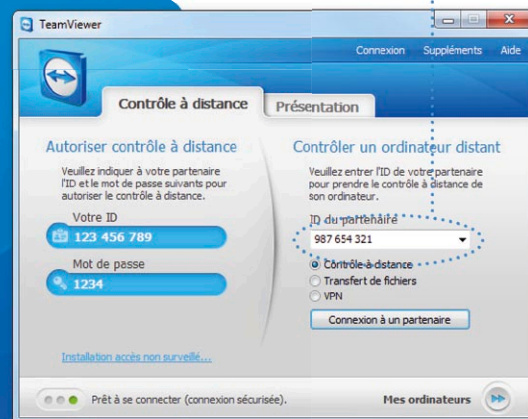 TeamViewer
Connexion Suppléments Aide
Contrôle à distance
Présentation
Autoriser contrôle à distance
Veuillez indiquer à votre partenaire
l'ID et le mot de passe suivants pour
autoriser le contrôle à distance.
Votre ID
123 456 789
Mot de passe
1234
Installation accès non surveillé...
Contrôler un ordinateur distant
Veuillez entrer l'ID de votre partenaire
pour prendre le contrôle à distance de
son ordinateur.
ID du partenaire
987 654 321
Contrôle à distance
Transfert de fichiers
VPN
Connexion à un partenaire
Prêt à se connecter (connexion sécurisée).
Mes ordinateurs